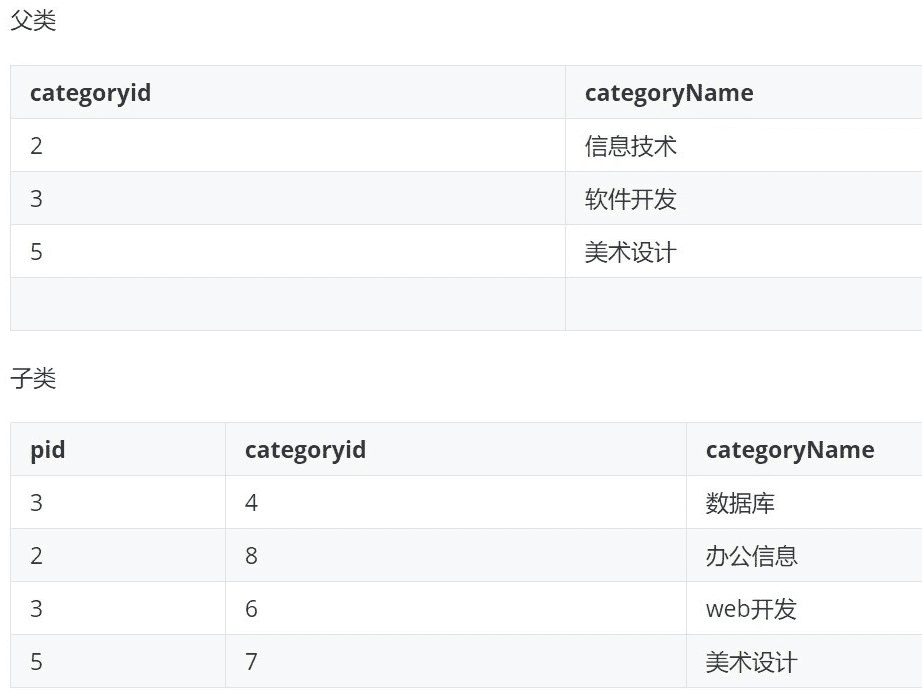 父类
categoryid categoryName
2 信息技术
3 软件开发
5 美术设计
子类
pid categoryid categoryName
3 4 数据库
2 8 办公信息
3 6 web开发
5 7 美术设计